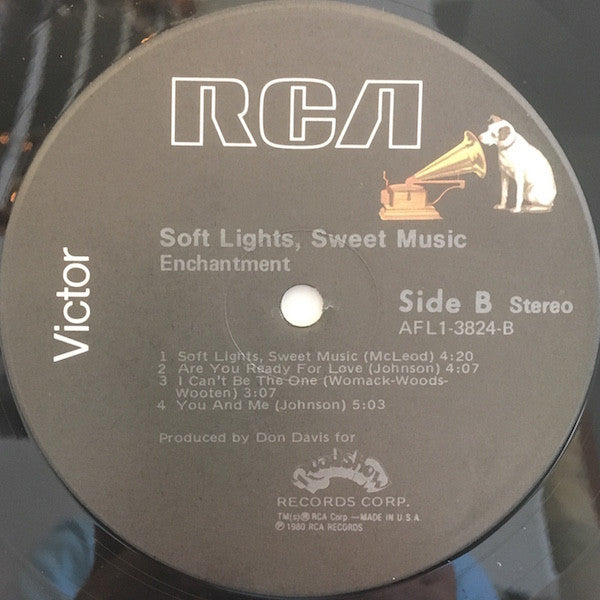 RCA
Victor
Soft Lights, Sweet Music
Enchantment
Side B Stereo
AFL1-3824-B
1 Soft Lights, Sweet Music (McLeod) 4:20
2 Are You Ready For Love (Johnson) 4:07
3 I Can't Be The One (Womack-Woods-
Wooten) 3:07
4 You And Me (Johnson) 5:03
Produced by Don Davis for
RECORDS CORP.
TM(s)® RCA Corp.—MADE IN U.S.A.
℗ 1980 RCA RECORDS